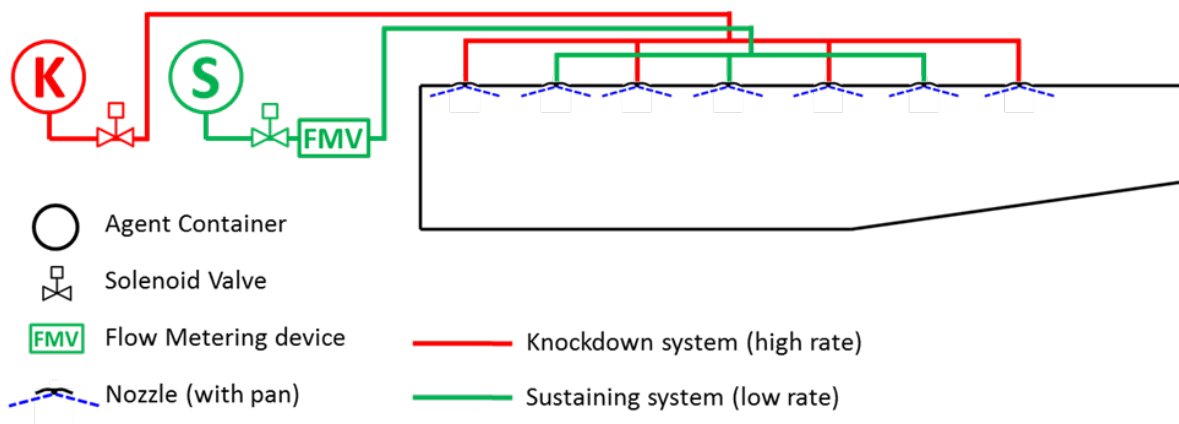 K
S
FMV
Agent Container
Solenoid Valve
FMV Flow Metering device
Knockdown system (high rate)
Nozzle (with pan)
Sustaining system (low rate)